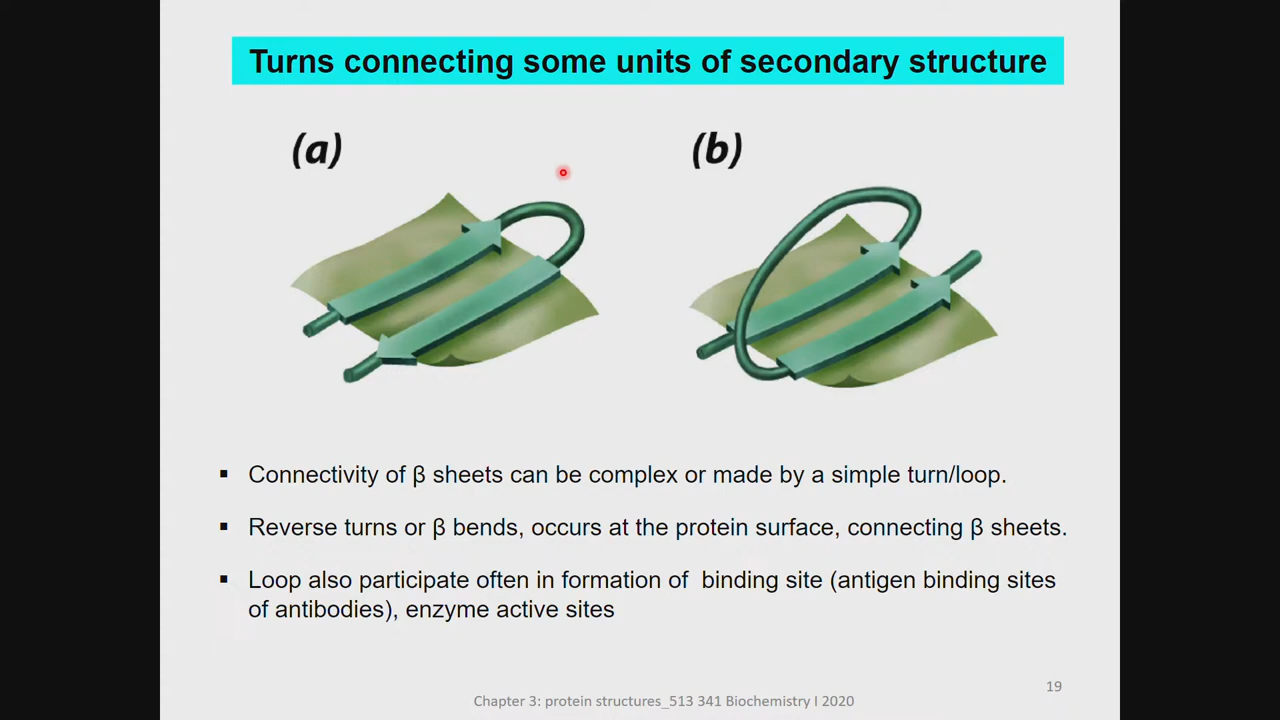 Turns connecting some units of secondary structure
(a)
(b)
▪ Connectivity of β sheets can be complex or made by a simple turn/loop.
▪ Reverse turns or β bends, occurs at the protein surface, connecting β sheets.
▪ Loop also participate often in formation of binding site (antigen binding sites
of antibodies), enzyme active sites
19
Chapter 3: protein structures_513 341 Biochemistry I 2020